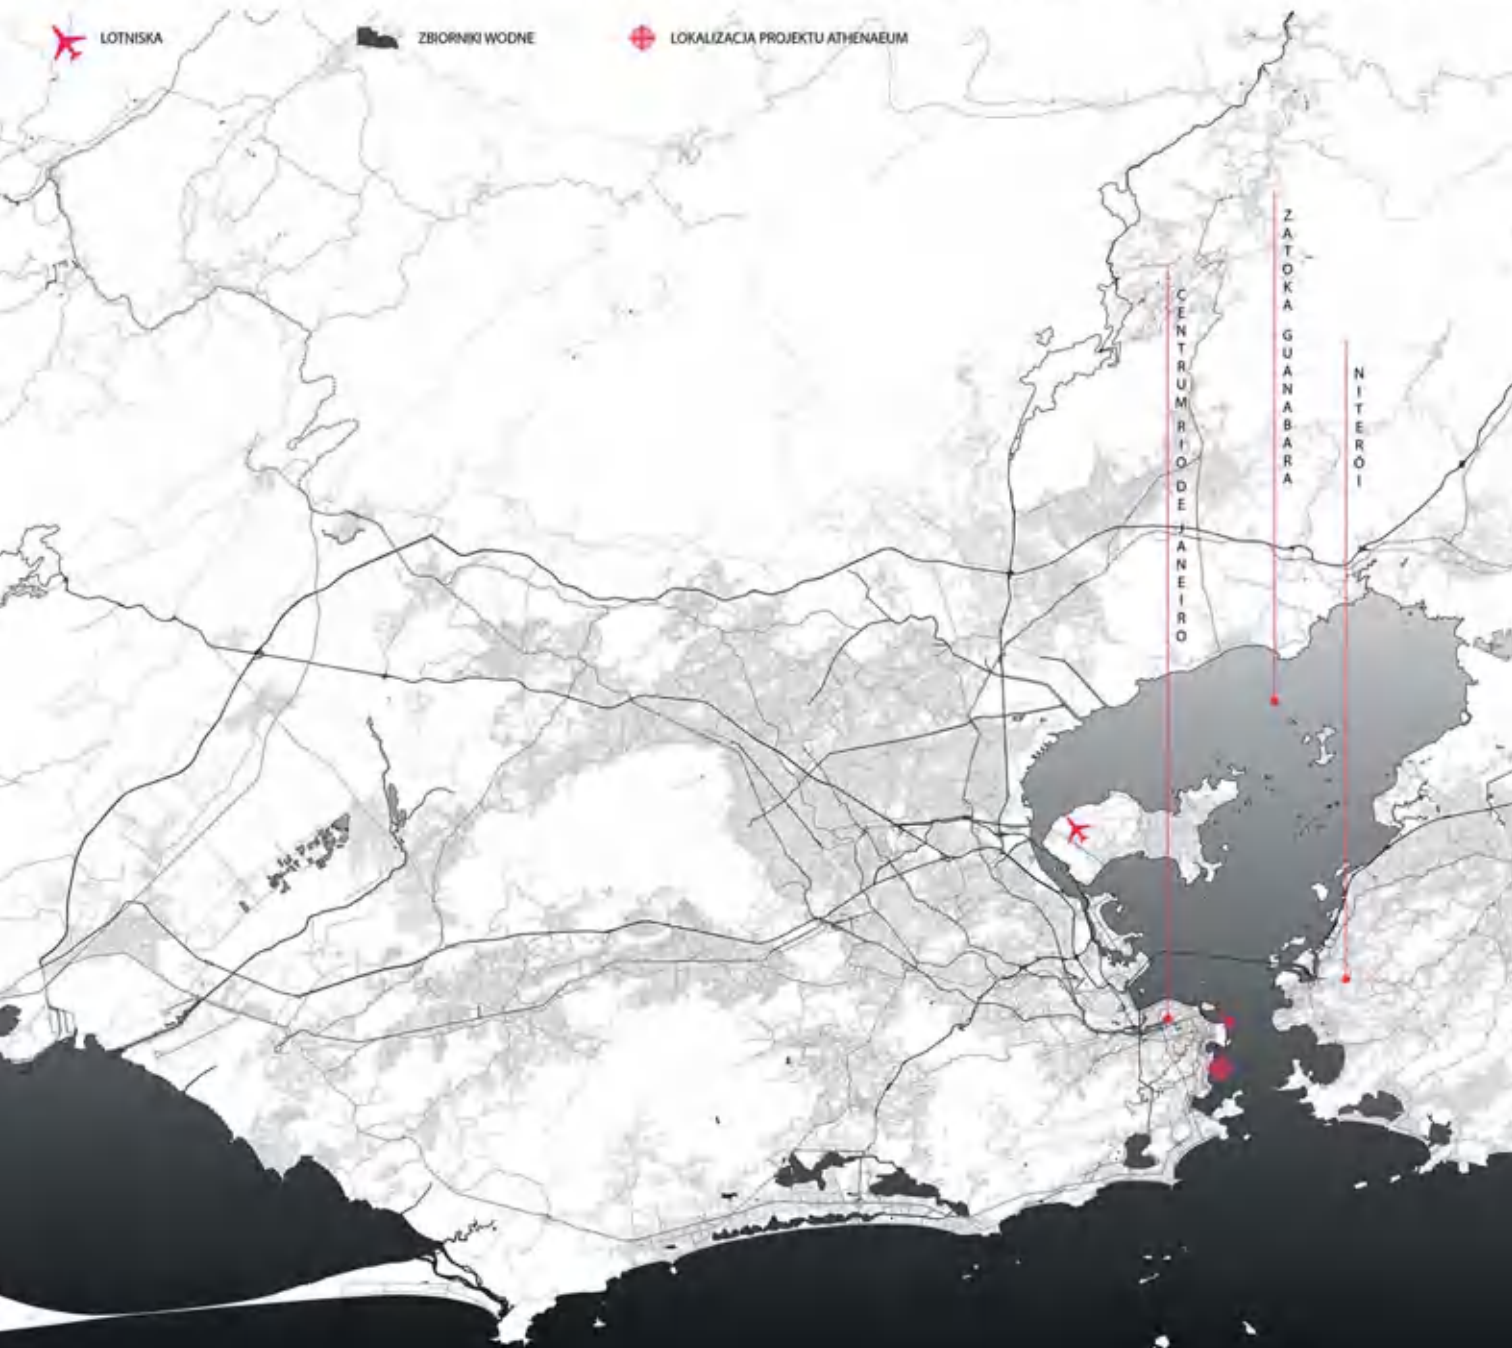 LOTNISKA
ZBIORNIKI WODNE
LOKALIZACJA PROJEKTU ATHENAEUM
ZATOKA GUANABARA
CENTRUM RIO DE JANEIRO
NITERÓI